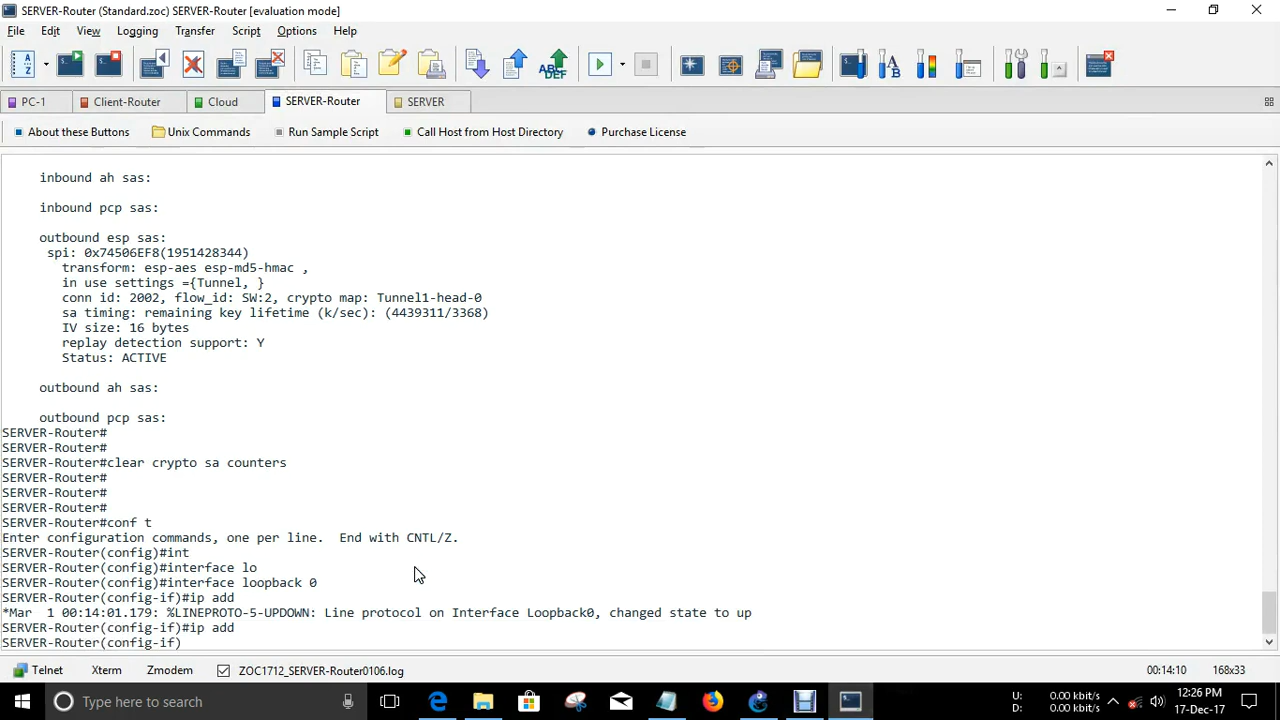 SERVER-Router (Standard.zoc) SERVER-Router [evaluation mode]
File Edit View Logging Transfer Script Options Help
PC-1 Client-Router Cloud SERVER-Router SERVER
About these Buttons Unix Commands Run Sample Script Call Host from Host Directory Purchase License
inbound ah sas:
inbound pcp sas:
outbound esp sas:
spi: 0x74506EF8(1951428344)
transform: esp-aes esp-md5-hmac ,
in use settings ={Tunnel, }
conn id: 2002, flow_id: SW:2, crypto map: Tunnel1-head-0
sa timing: remaining key lifetime (k/sec): (4439311/3368)
IV size: 16 bytes
replay detection support: Y
Status: ACTIVE
outbound ah sas:
outbound pcp sas:
SERVER-Router#
SERVER-Router#
SERVER-Router#clear crypto sa counters
SERVER-Router#
SERVER-Router#
SERVER-Router#
SERVER-Router#conf t
Enter configuration commands, one per line.  End with CNTL/Z.
SERVER-Router(config)#int
SERVER-Router(config)#interface lo
SERVER-Router(config)#interface loopback 0
SERVER-Router(config-if)#ip add
*Mar  1 00:14:01.179: %LINEPROTO-5-UPDOWN: Line protocol on Interface Loopback0, changed state to up
SERVER-Router(config-if)#ip add
SERVER-Router(config-if)
Telnet Xterm Zmodem ZOC1712_SERVER-Router0106.log 00:14:10 168x33
Type here to search
U: 0.00 kbit/s
D: 0.00 kbit/s
12:26 PM
17-Dec-17